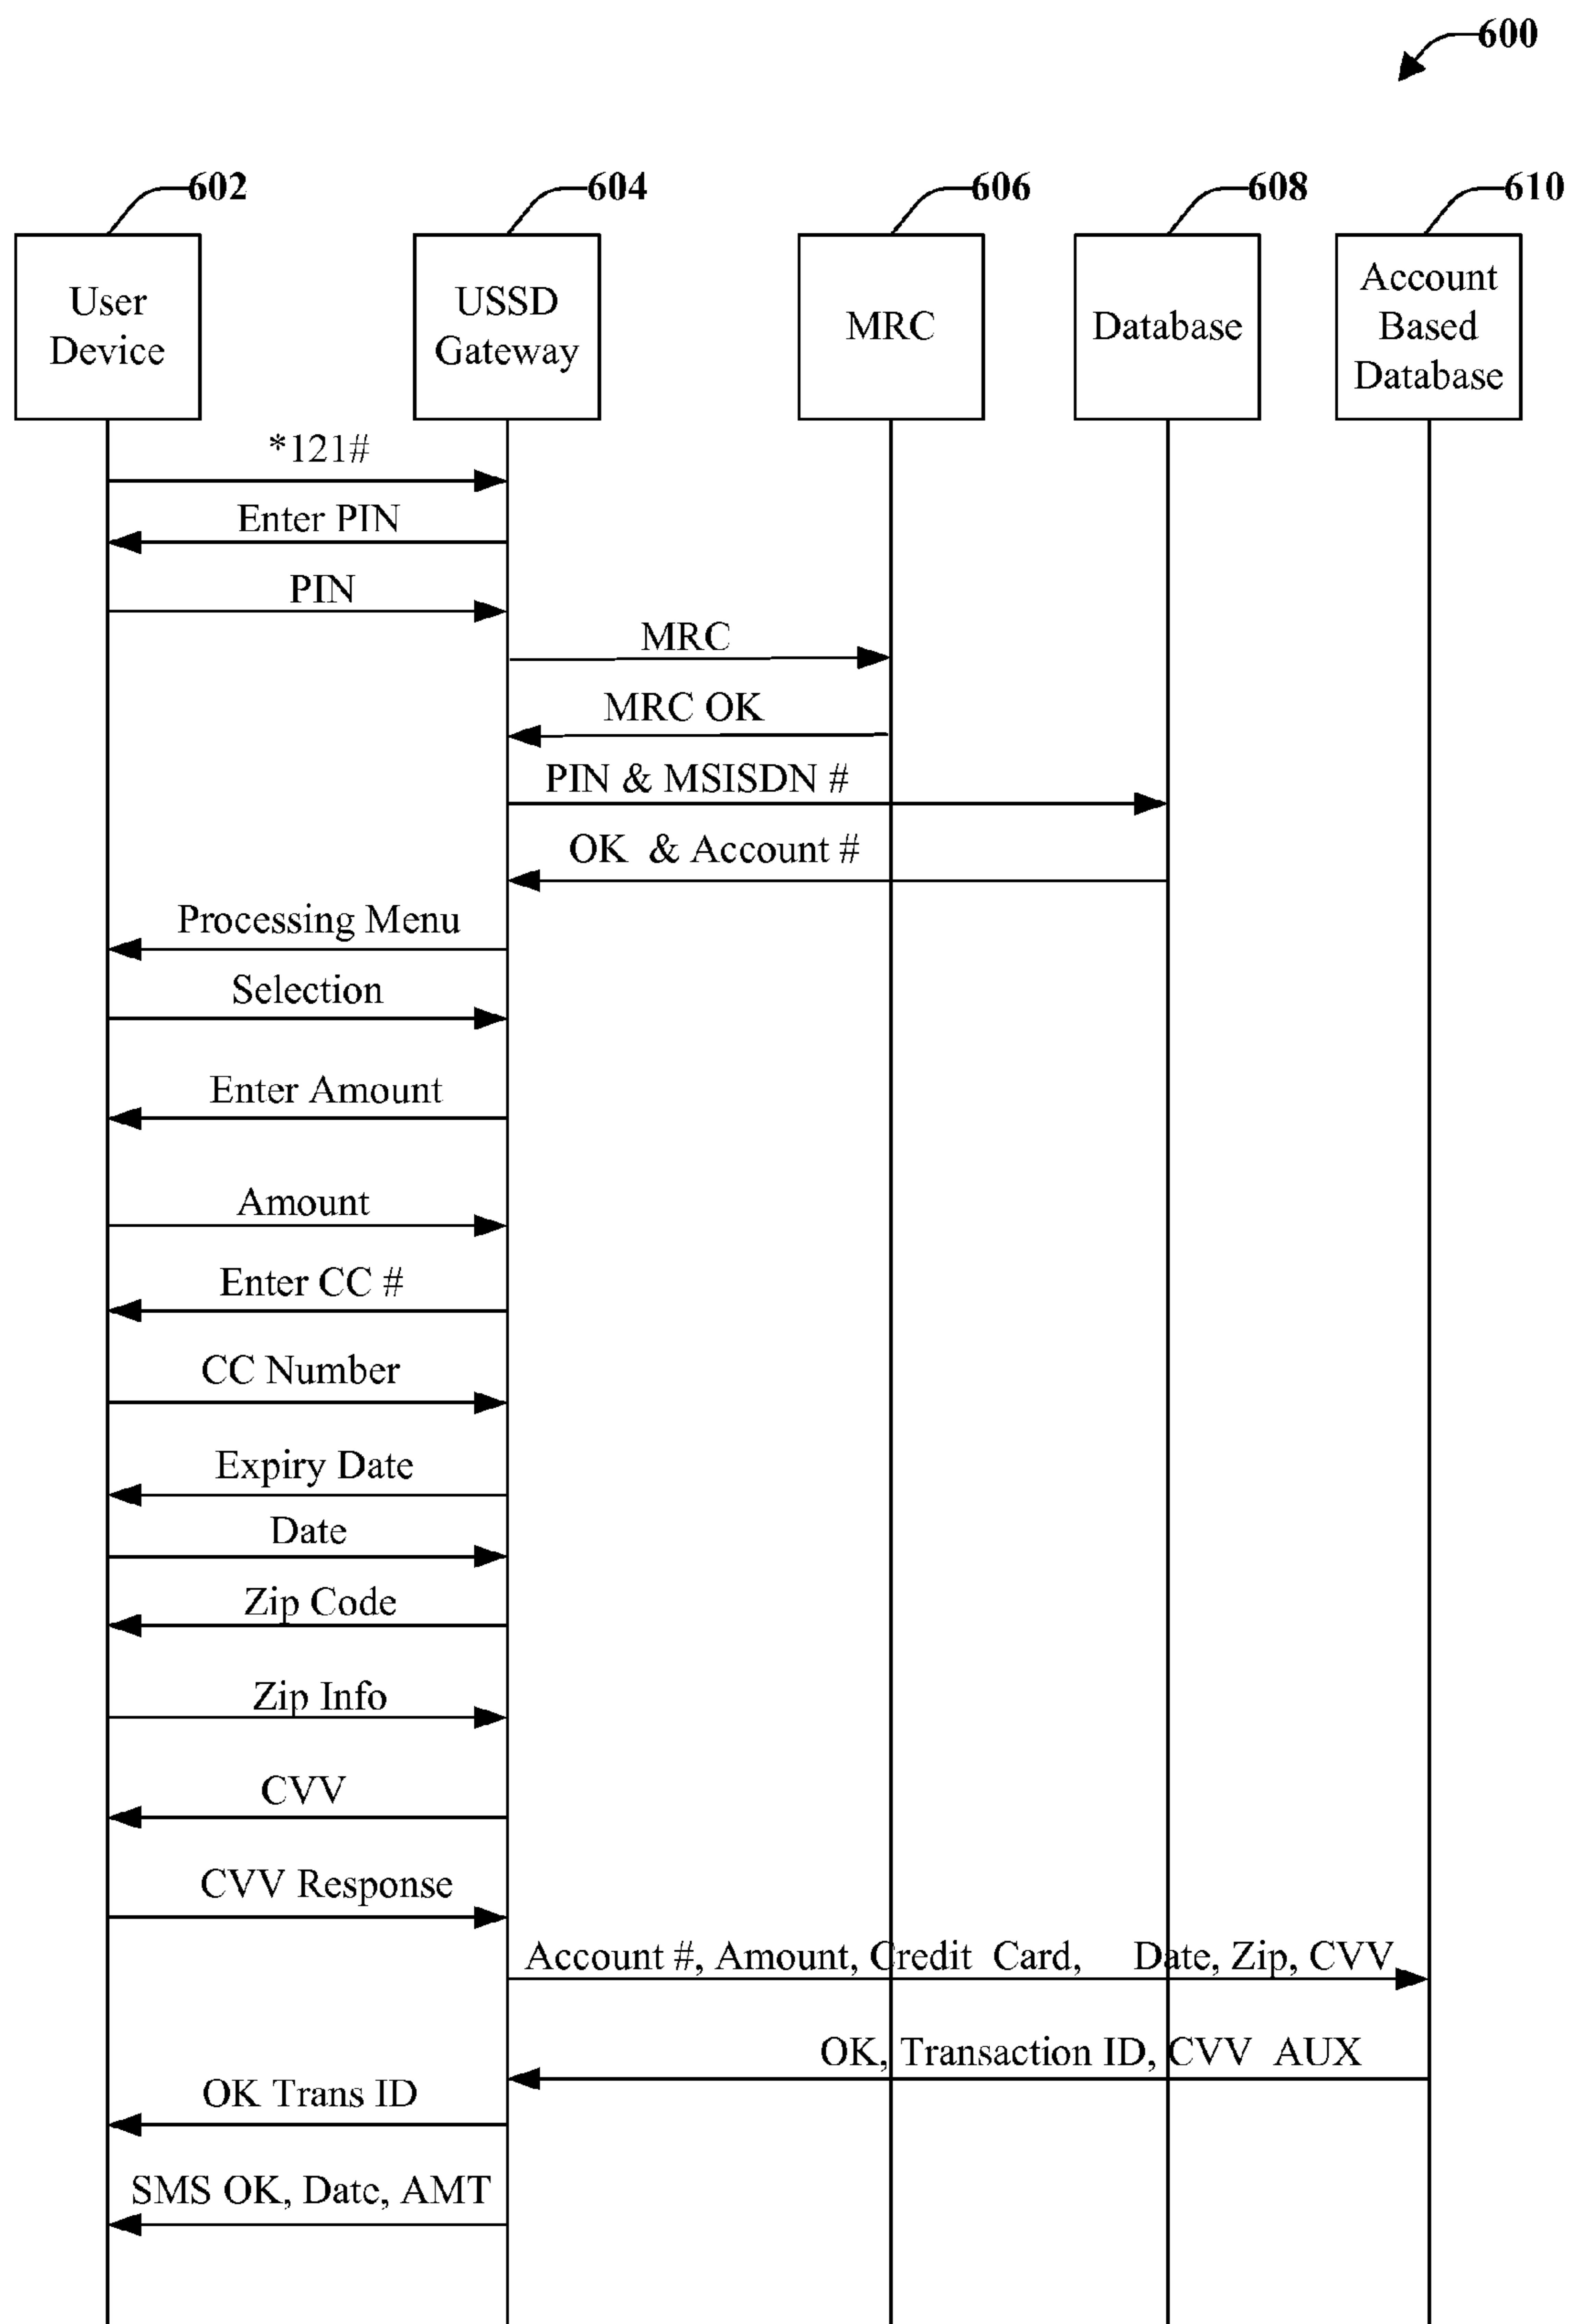 600
602
604
606
608
610
User
Device
USSD
Gateway
MRC
Database
Account
Based
Database
*121#
Enter PIN
PIN
MRC
MRC OK
PIN & MSISDN #
OK & Account #
Processing Menu
Selection
Enter Amount
Amount
Enter CC #
CC Number
Expiry Date
Date
Zip Code
Zip Info
CVV
CVV Response
Account #, Amount, Credit Card, Date, Zip, CVV
OK, Transaction ID, CVV AUX
OK Trans ID
SMS OK, Date, AMT